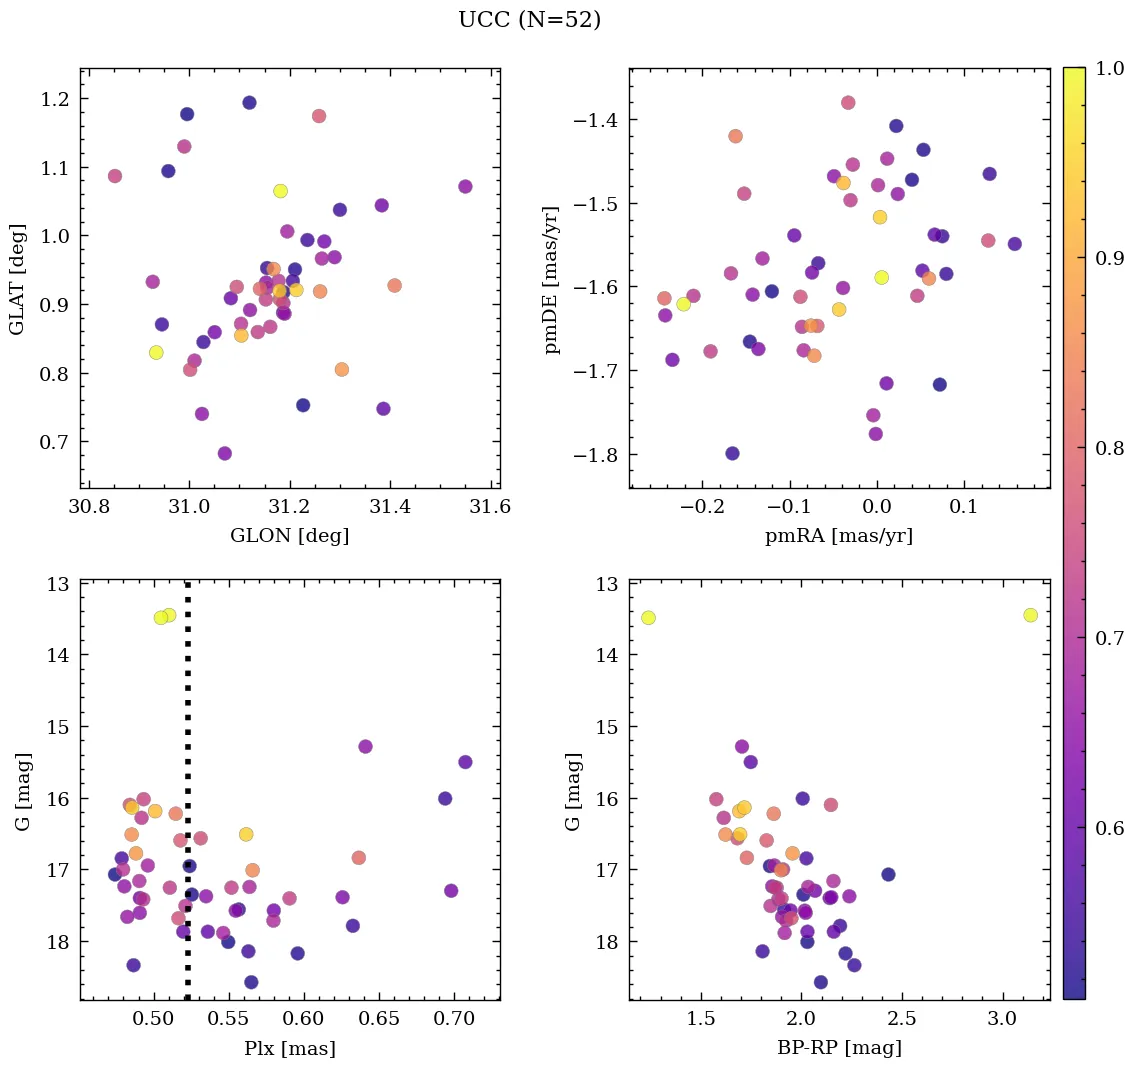 UCC (N=52)
1.2
1.1
1.0
0.9
0.8
0.7
GLAT [deg]
30.8 31.0 31.2 31.4 31.6
GLON [deg]
−1.4
−1.5
−1.6
−1.7
−1.8
pmDE [mas/yr]
−0.2 −0.1 0.0 0.1
pmRA [mas/yr]
1.0
0.9
0.8
0.7
0.6
13
14
15
16
17
18
G [mag]
0.50 0.55 0.60 0.65 0.70
Plx [mas]
13
14
15
16
17
18
G [mag]
1.5 2.0 2.5 3.0
BP-RP [mag]